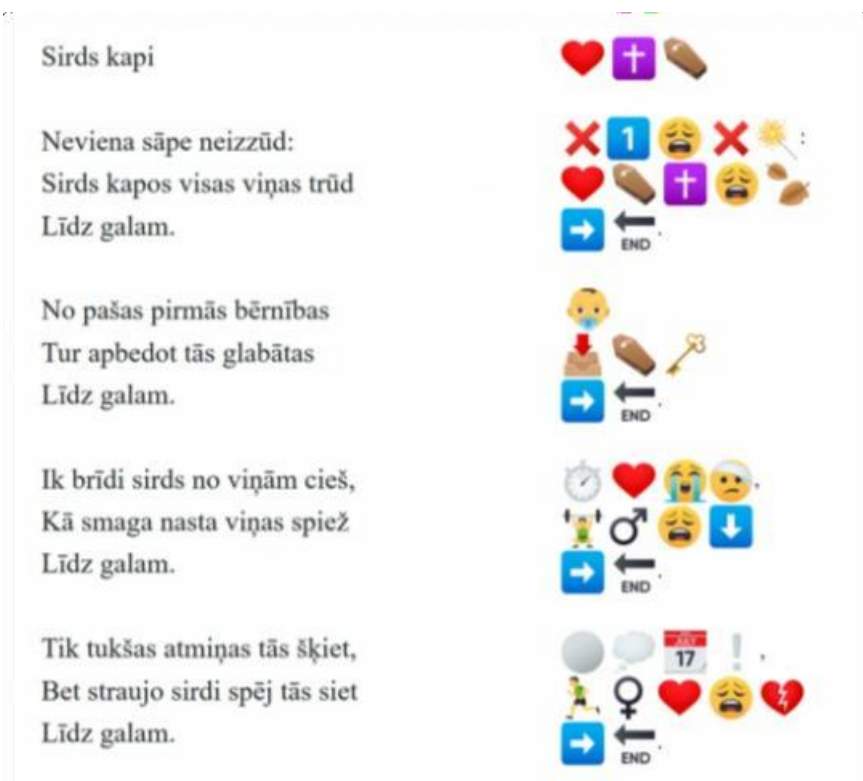 Sirds kapi
Neviena sāpe neizzūd:
Sirds kapos visas viņas trūd
Līdz galam.
No pašas pirmās bērnības
Tur apbedot tās glabātas
Līdz galam.
Ik brīdi sirds no viņām cieš,
Kā smaga nasta viņas spiež
Līdz galam.
Tik tukšas atmiņas tās šķiet,
Bet straujo sirdi spēj tās siet
Līdz galam.
❤️✝️⚰️
❌1️⃣😩❌🎇:
❤️⚰️✝️😩🍂
➡️🔚.
👶
📥⚰️🗝️
➡️🔚.
⏱️❤️😭🤕,
🏋️♂️😩⬇️
➡️🔚.
⚪💭📅❕,
🏃♀️❤️😩💔
➡️🔚.